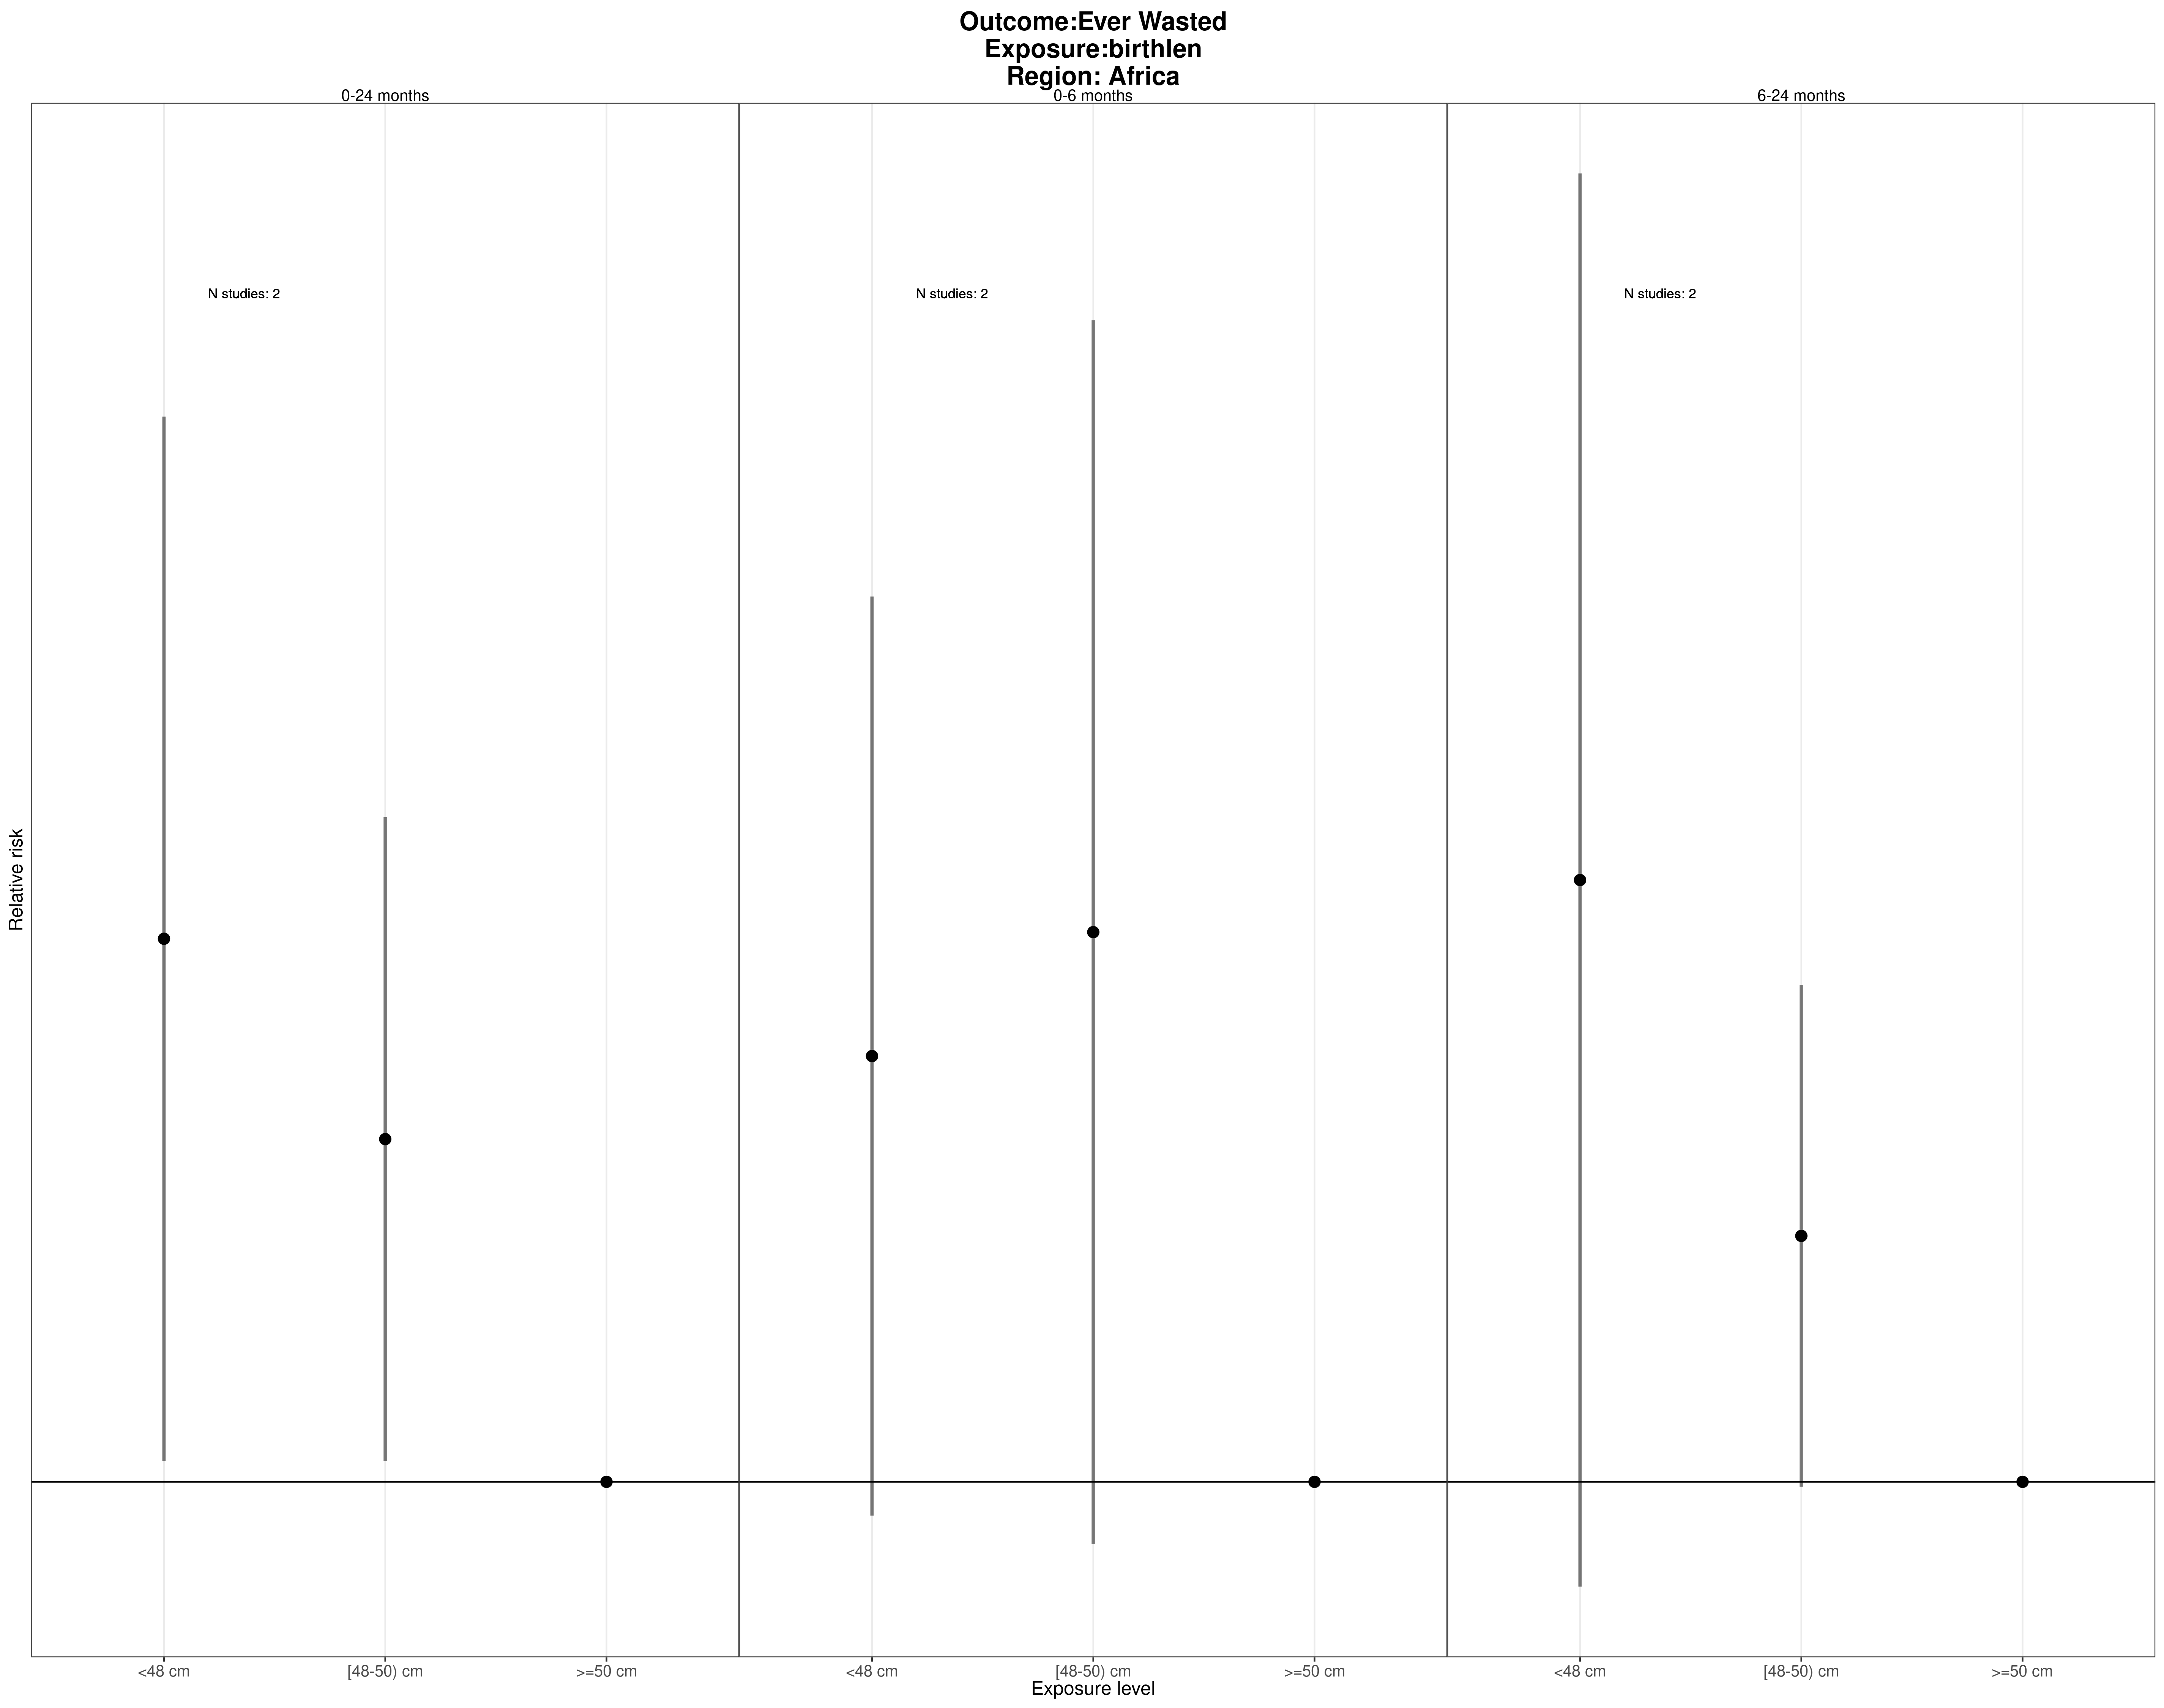 Outcome:Ever Wasted
Exposure:birthlen
Region: Africa
0-24 months
0-6 months
6-24 months
N studies: 2
N studies: 2
N studies: 2
Relative risk
<48 cm
[48-50) cm
>=50 cm
<48 cm
[48-50) cm
>=50 cm
<48 cm
[48-50) cm
>=50 cm
Exposure level